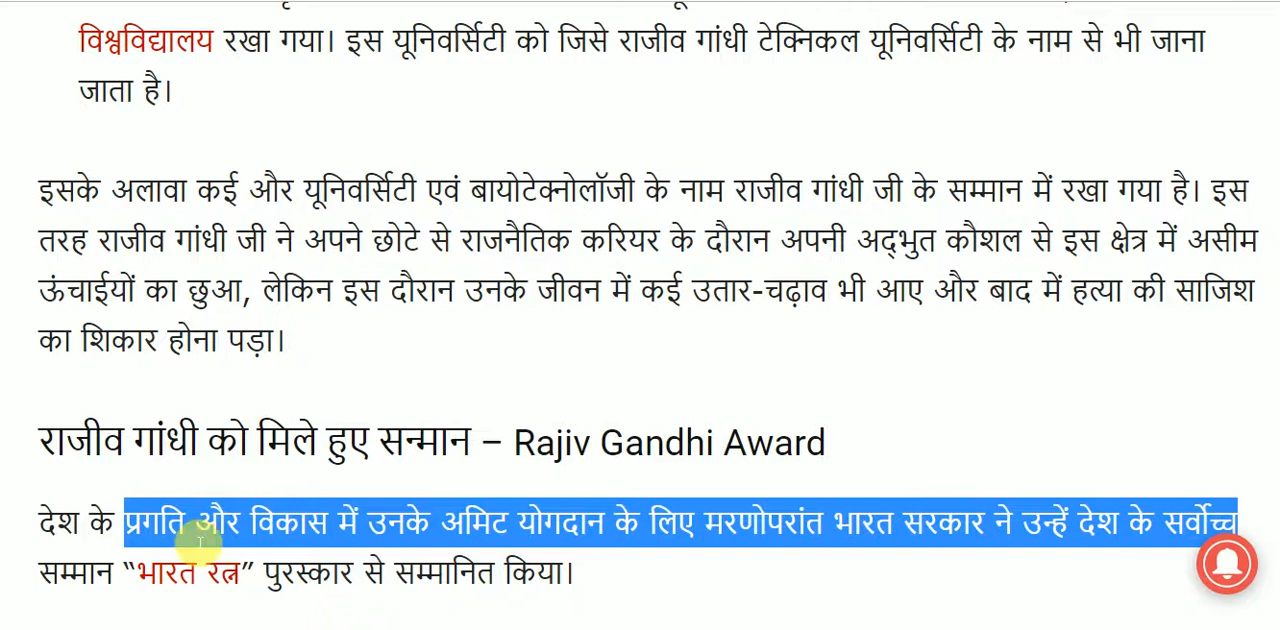 विश्वविद्यालय रखा गया। इस यूनिवर्सिटी को जिसे राजीव गांधी टेक्निकल यूनिवर्सिटी के नाम से भी जाना
जाता है।
इसके अलावा कई और यूनिवर्सिटी एवं बायोटेक्नोलॉजी के नाम राजीव गांधी जी के सम्मान में रखा गया है। इस
तरह राजीव गांधी जी ने अपने छोटे से राजनैतिक करियर के दौरान अपनी अद्भुत कौशल से इस क्षेत्र में असीम
ऊंचाईयों का छुआ, लेकिन इस दौरान उनके जीवन में कई उतार-चढ़ाव भी आए और बाद में हत्या की साजिश
का शिकार होना पड़ा।
राजीव गांधी को मिले हुए सन्मान – Rajiv Gandhi Award
देश के प्रगति और विकास में उनके अमिट योगदान के लिए मरणोपरांत भारत सरकार ने उन्हें देश के सर्वोच्च
सम्मान “भारत रत्न” पुरस्कार से सम्मानित किया।